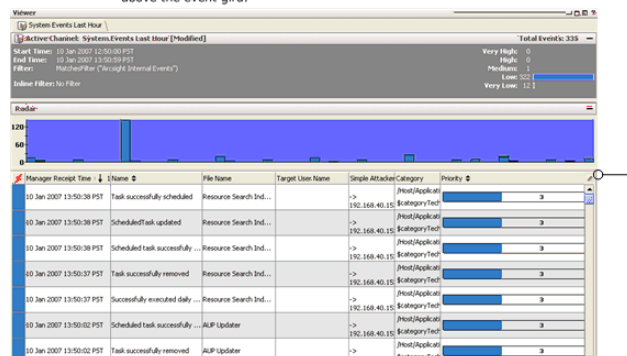 above the event grid.
Viewer
System Events Last Hour
Active Channel: System Events Last Hour [Modified] Total Events: 335
Start Time: 10 Jan 2007 12:50:00 PST Very High: 0
End Time: 10 Jan 2007 13:50:59 PST High: 0
Filter: MatchesFilter ("ArcSight Internal Events") Medium: 1
Low: 322
Inline Filter: No Filter Very Low: 12
Radar
120
60
0
Manager Receipt Time 1 Name File Name Target User Name Simple Attacker Category Priority
10 Jan 2007 13:50:38 PST Task successfully scheduled Resource Search Ind... -> 192.168.40.15 /Host/Applicati $categoryTech 3
10 Jan 2007 13:50:38 PST ScheduledTask updated Resource Search Ind... -> 192.168.40.15 /Host/Applicati $categoryTech 3
10 Jan 2007 13:50:38 PST Scheduled task successfully ... Resource Search Ind... -> 192.168.40.15 /Host/Applicati $categoryTech 3
10 Jan 2007 13:50:37 PST Task successfully removed Resource Search Ind... -> 192.168.40.15 /Host/Applicati $categoryTech 3
10 Jan 2007 13:50:37 PST Successfully executed daily ... Resource Search Ind... -> 192.168.40.15 /Host/Applicati $categoryTech 3
10 Jan 2007 13:50:02 PST Scheduled task successfully ... AUP Updater -> 192.168.40.15 /Host/Applicati $categoryTech 3
10 Jan 2007 13:50:02 PST Task successfully removed AUP Updater -> /Host/Applicati 3